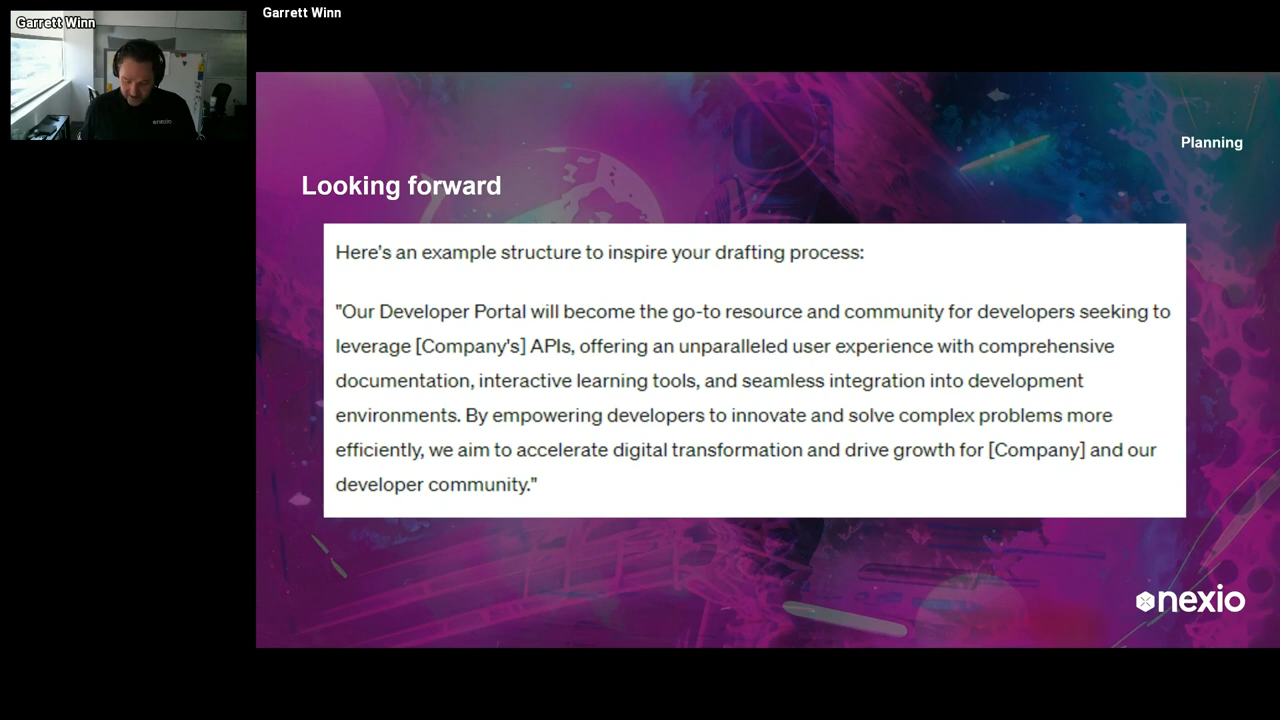 Garrett Winn
Garrett Winn
nexio
Planning
Looking forward
Here's an example structure to inspire your drafting process:
"Our Developer Portal will become the go-to resource and community for developers seeking to
leverage [Company's] APIs, offering an unparalleled user experience with comprehensive
documentation, interactive learning tools, and seamless integration into development
environments. By empowering developers to innovate and solve complex problems more
efficiently, we aim to accelerate digital transformation and drive growth for [Company] and our
developer community."
nexio